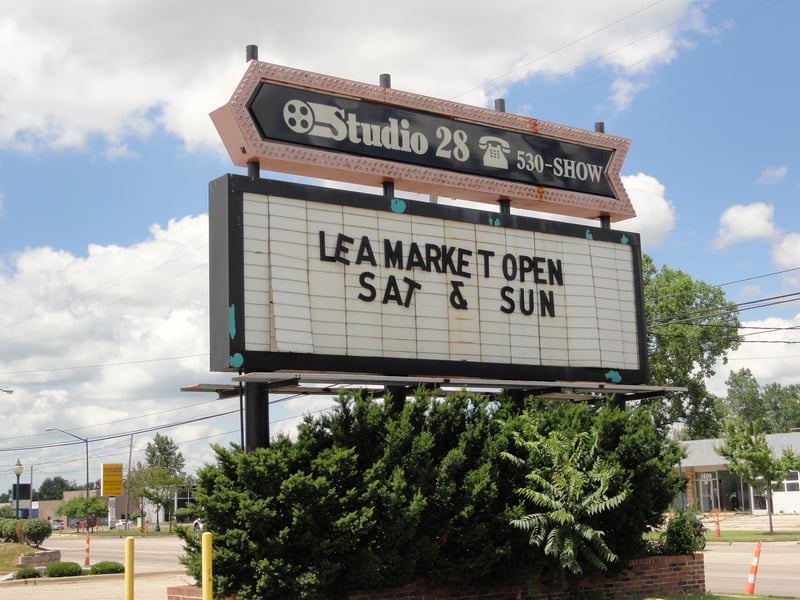 Studio 28 530-SHOW
LEA MARKET OPEN
SAT & SUN